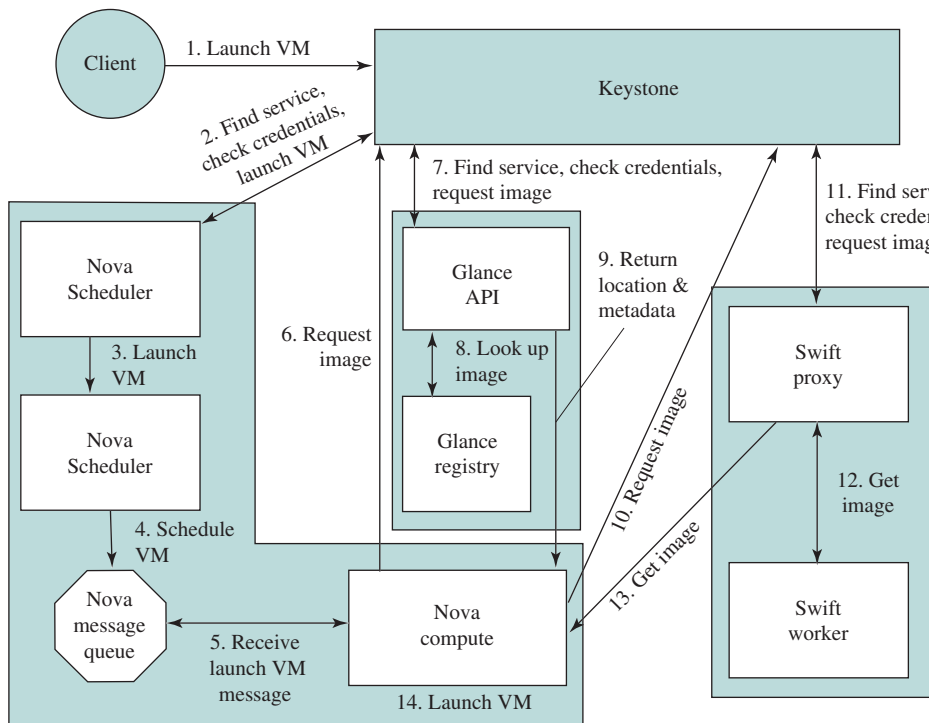 Client
1. Launch VM
Keystone
2. Find service,
check credentials,
launch VM
7. Find service, check credentials,
request image
11. Find serv
check creden
request imag
Nova
Scheduler
Glance
API
9. Return
location &
metadata
6. Request
image
3. Launch
VM
8. Look up
image
Swift
proxy
Nova
Scheduler
Glance
registry
10. Request image
12. Get
image
4. Schedule
VM
13. Get image
Nova
message
queue
Nova
compute
Swift
worker
5. Receive
launch VM
message
14. Launch VM